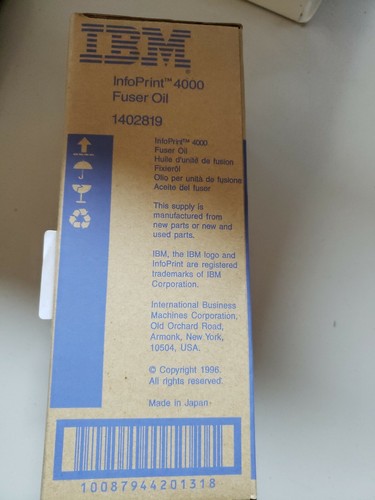 IBM
InfoPrint™ 4000
Fuser Oil
1402819
InfoPrint™ 4000
Fuser Oil
Huile d'unité de fusion
Fixieröl
Olio per unità de fusione
Aceite del fusor
This supply is
manufactured from
new parts or new and
used parts.
IBM, the IBM logo and
InfoPrint are registered
trademarks of IBM
Corporation.
International Business
Machines Corporation,
Old Orchard Road,
Armonk, New York,
10504, USA.
© Copyright 1996.
All rights reserved.
Made in Japan
10087944201318